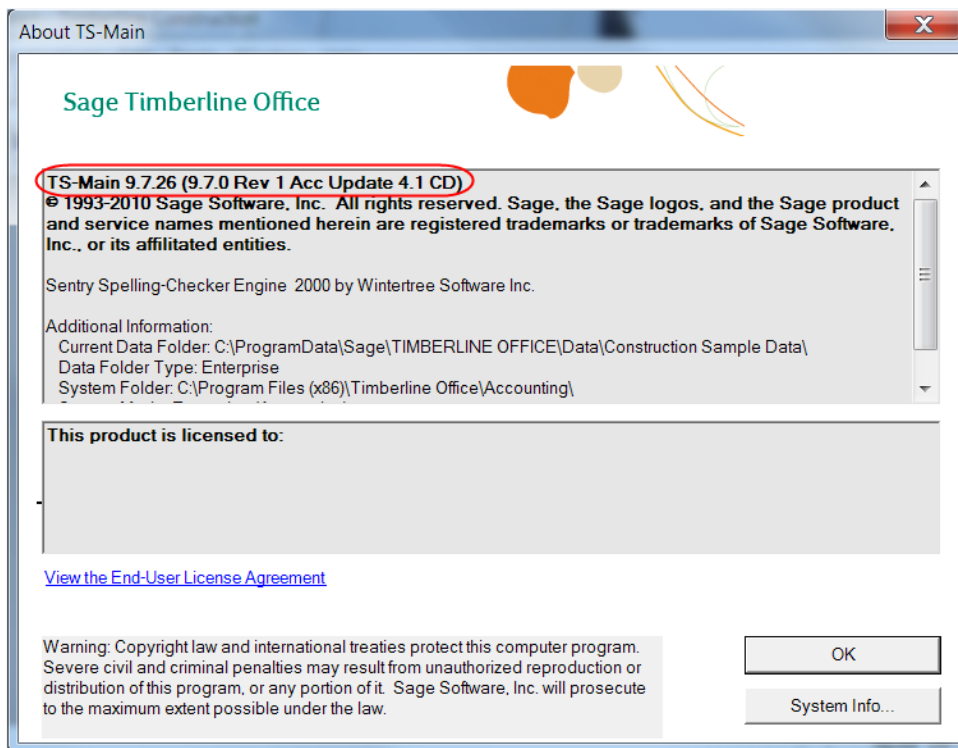 About TS-Main
Sage Timberline Office
TS-Main 9.7.26 (9.7.0 Rev 1 Acc Update 4.1 CD)
© 1993-2010 Sage Software, Inc. All rights reserved. Sage, the Sage logos, and the Sage product
and service names mentioned herein are registered trademarks or trademarks of Sage Software,
Inc., or its affilitated entities.
Sentry Spelling-Checker Engine 2000 by Wintertree Software Inc.
Additional Information:
Current Data Folder: C:\ProgramData\Sage\TIMBERLINE OFFICE\Data\Construction Sample Data\
Data Folder Type: Enterprise
System Folder: C:\Program Files (x86)\Timberline Office\Accounting\
This product is licensed to:
View the End-User License Agreement
Warning: Copyright law and international treaties protect this computer program.
Severe civil and criminal penalties may result from unauthorized reproduction or
distribution of this program, or any portion of it. Sage Software, Inc. will prosecute
to the maximum extent possible under the law.
OK
System Info...